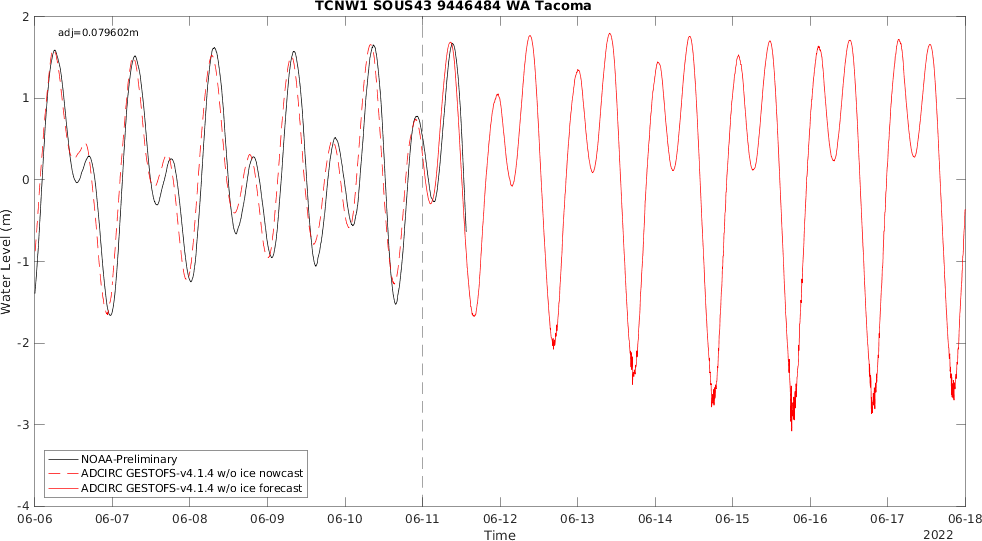 TCNW1 SOUS43 9446484 WA Tacoma
adj=0.079602m
2
1
0
-1
-2
-3
-4
Water Level (m)
NOAA-Preliminary
ADCIRC GESTOFS-v4.1.4 w/o ice nowcast
ADCIRC GESTOFS-v4.1.4 w/o ice forecast
06-06 06-07 06-08 06-09 06-10 06-11 06-12 06-13 06-14 06-15 06-16 06-17 06-18
Time
2022